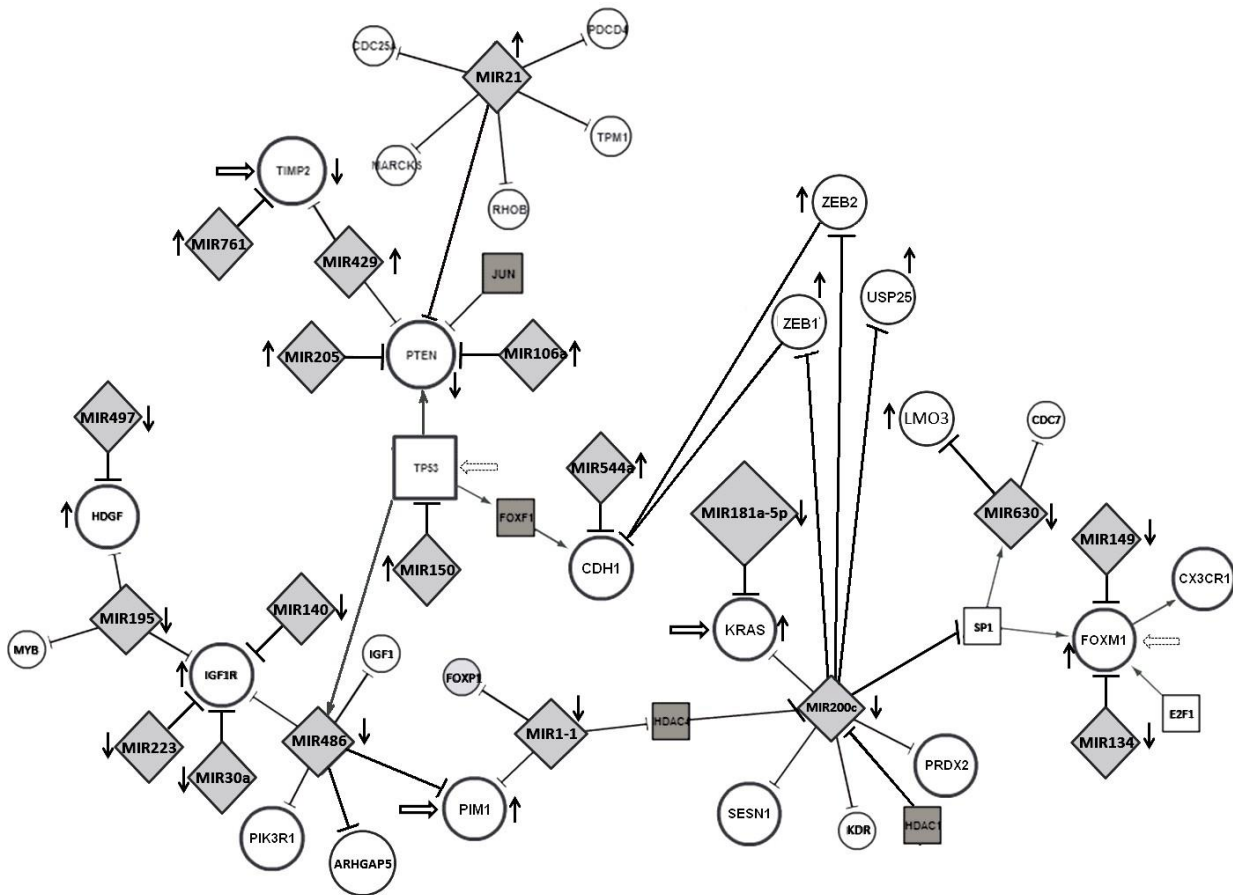 CDC25A
PDCD4
MIR21
TPM1
MARCKS
TIMP2
RHOB
ZEB2
MIR761
MIR429
JUN
USP25
ZEB1
MIR205
PTEN
MIR106a
MIR497
LMO3
CDC7
TP53
MIR544a
HDGF
FOXF1
MIR181a-5p
MIR630
MIR150
CDH1
MIR149
CX3CR1
MIR195
MIR140
KRAS
SP1
FOXM1
MYB
IGF1
IGF1R
FOXP1
MIR200c
E2F1
MIR223
MIR486
MIR1-1
HDAC4
MIR134
MIR30a
PRDX2
PIM1
SESN1
KDR
HDAC1
PIK3R1
ARHGAP5